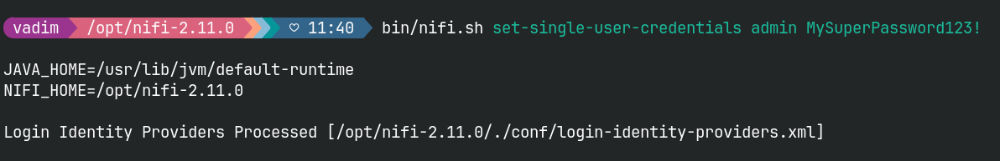 vadim /opt/nifi-2.11.0 ♡ 11:40 bin/nifi.sh set-single-user-credentials admin MySuperPassword123!
JAVA_HOME=/usr/lib/jvm/default-runtime
NIFI_HOME=/opt/nifi-2.11.0
Login Identity Providers Processed [/opt/nifi-2.11.0/./conf/login-identity-providers.xml]